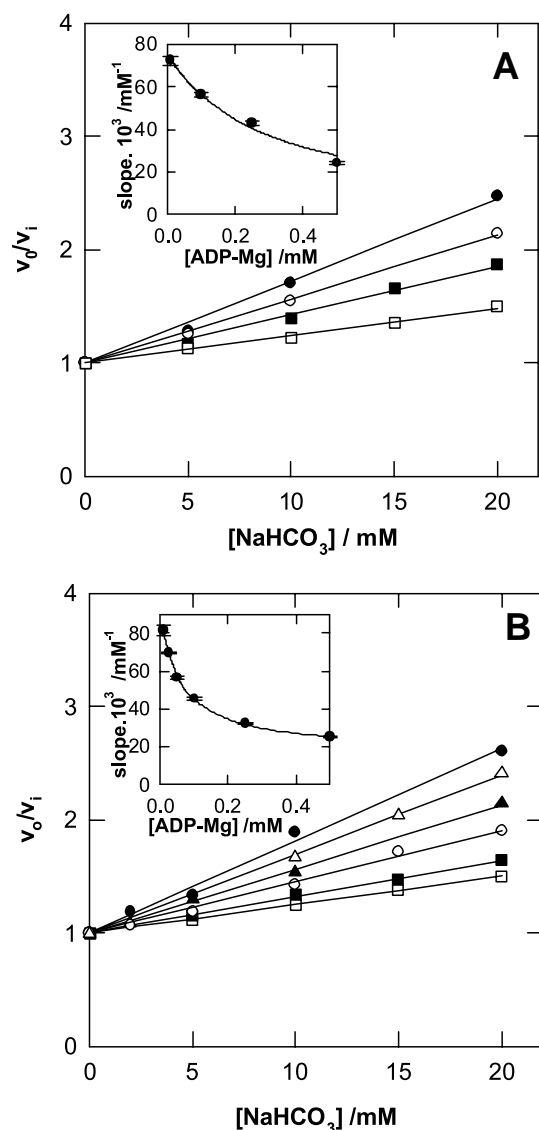 4
A
80
60
40
20
0
slope. 10³ /mM⁻¹
0.0 0.2 0.4
[ADP-Mg] /mM
3
v₀/vᵢ
2
1
0
0 5 10 15 20
[NaHCO₃] / mM
4
B
80
60
40
20
0
slope.10³ /mM⁻¹
0.0 0.2 0.4
[ADP-Mg] /mM
3
vₒ/vᵢ
2
1
0
0 5 10 15 20
[NaHCO₃] /mM